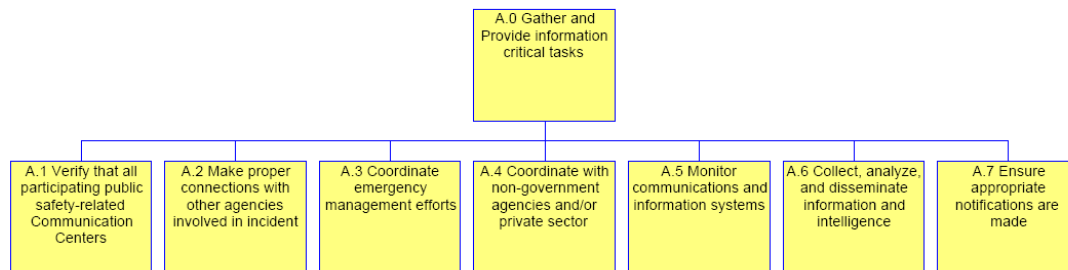 A.0 Gather and
Provide information
critical tasks
A.1 Verify that all
participating public
safety-related
Communication
Centers
A.2 Make proper
connections with
other agencies
involved in incident
A.3 Coordinate
emergency
management efforts
A.4 Coordinate with
non-government
agencies and/or
private sector
A.5 Monitor
communications and
information systems
A.6 Collect, analyze,
and disseminate
information and
intelligence
A.7 Ensure
appropriate
notifications are
made